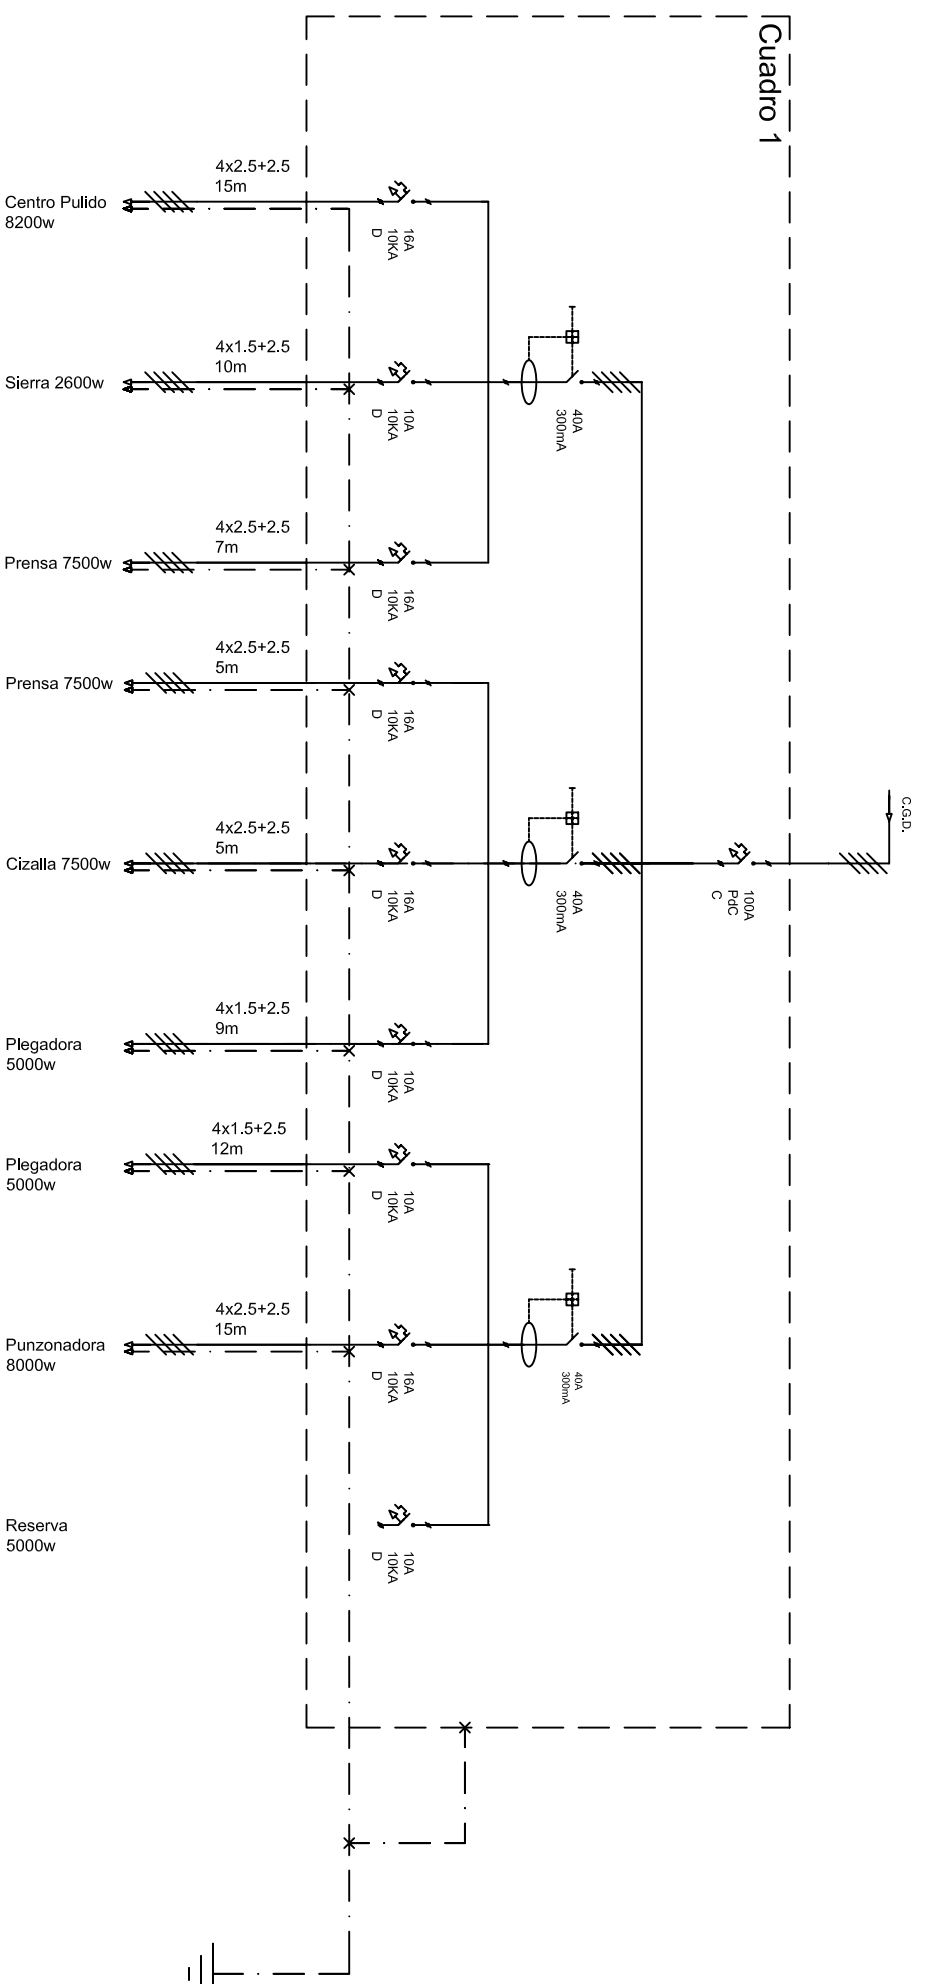 Cuadro 1
C.G.D.
100A
PdC
C
4x2.5+2.5
15m
Centro Pulido
8200w
16A
10KA
D
4x1.5+2.5
10m
Sierra 2600w
10A
10KA
D
40A
300mA
4x2.5+2.5
7m
Prensa 7500w
16A
10KA
D
4x2.5+2.5
5m
Prensa 7500w
16A
10KA
D
4x2.5+2.5
5m
Cizalla 7500w
16A
10KA
D
40A
300mA
4x1.5+2.5
9m
Plegadora
5000w
10A
10KA
D
4x1.5+2.5
12m
Plegadora
5000w
10A
10KA
D
4x2.5+2.5
15m
Punzonadora
8000w
16A
10KA
D
40A
300mA
Reserva
5000w
10A
10KA
D